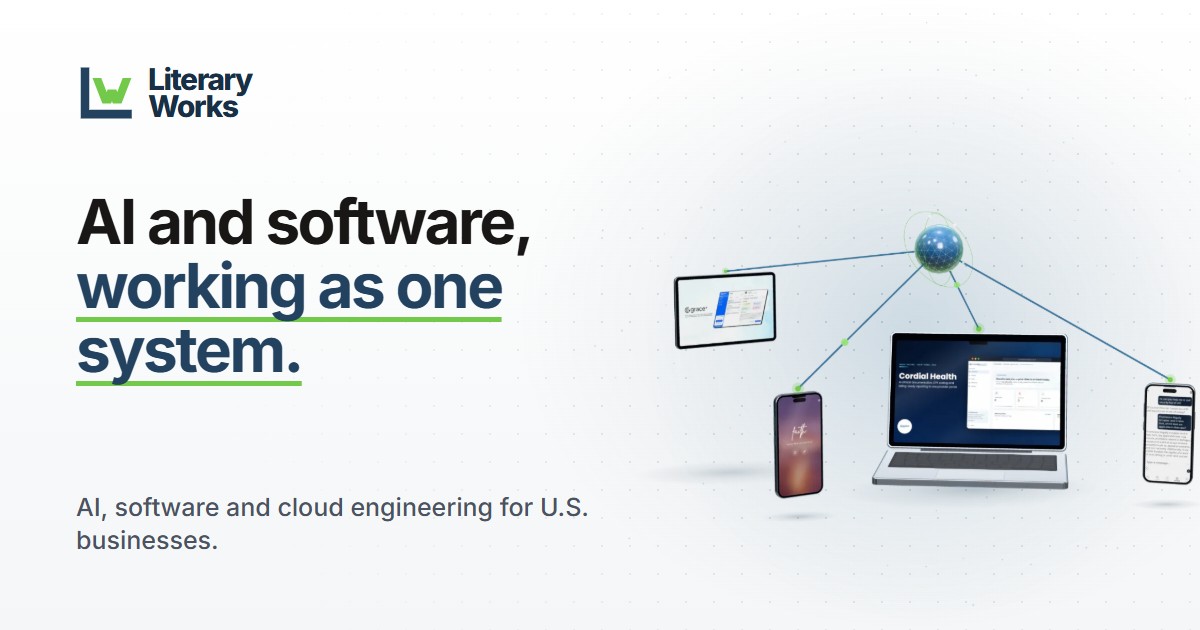 Literary
Works
AI and software,
working as one
system.
AI, software and cloud engineering for U.S.
businesses.
grace
Cordial Health
faith